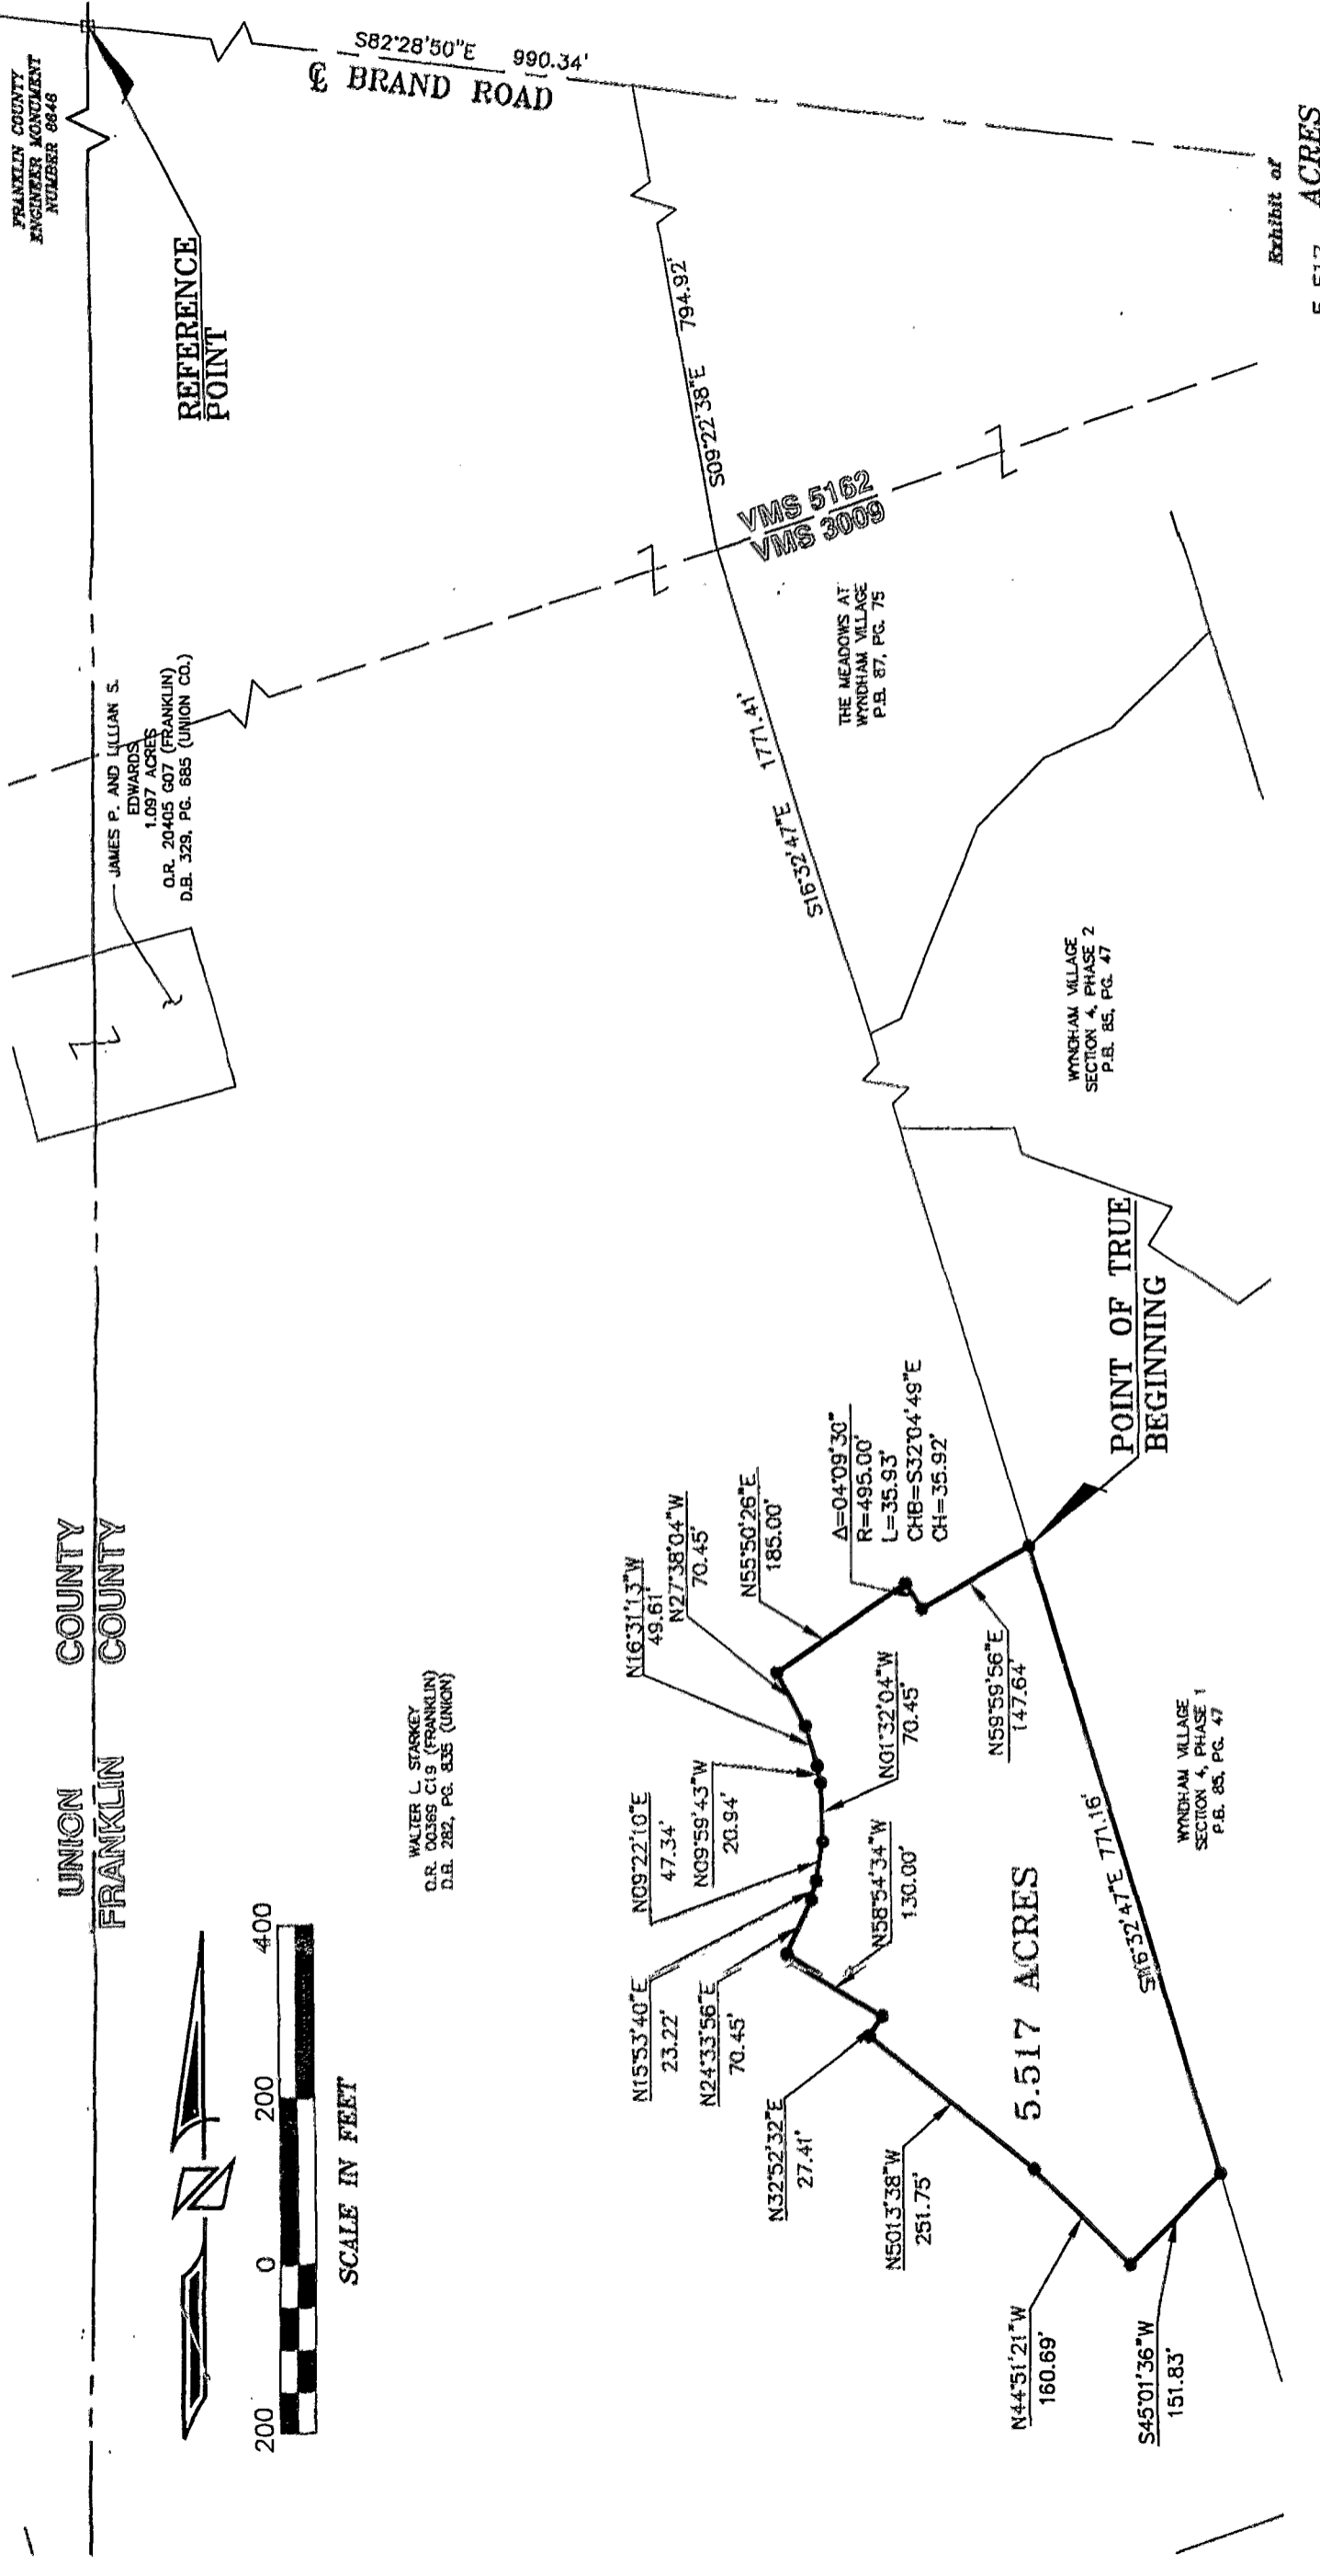 FRANKLIN COUNTY
ENGINEER MONUMENT
NUMBER 6646
REFERENCE
POINT
S82°28'50"E 990.34'
℄ BRAND ROAD
S09°22'38"E 794.92'
VMS 5162
VMS 3009
Exhibit of
5.517 ACRES
JAMES P. AND LILLIAN S.
EDWARDS
1.097 ACRES
O.R. 20405 G07 (FRANKLIN)
D.B. 329, PG. 685 (UNION CO.)
THE MEADOWS AT
WYNDHAM VILLAGE
P.B. 87, PG. 75
S16°32'47"E 1771.41'
WYNDHAM VILLAGE
SECTION 4, PHASE 2
P.B. 85, PG. 47
UNION COUNTY
FRANKLIN COUNTY
WALTER L. STARKEY
O.R. 00369 C19 (FRANKLIN)
D.B. 282, PG. 835 (UNION)
N
200 0 200 400
SCALE IN FEET
POINT OF TRUE
BEGINNING
Δ=04°09'30"
R=495.00'
L=35.93'
CHB=S32°04'49"E
CH=35.92'
N55°50'26"E
185.00'
N27°38'04"W
70.45'
N16°31'13"W
49.61'
N09°59'43"W
20.94'
N01°32'04"W
70.45'
N09°22'10"E
47.34'
N15°53'40"E
23.22'
N24°33'56"E
70.45'
N58°54'34"W
130.00'
N32°52'32"E
27.41'
N50°13'38"W
251.75'
N44°51'21"W
160.69'
S45°01'36"W
151.83'
N59°59'56"E
147.64'
S16°32'47"E 771.16'
5.517 ACRES
WYNDHAM VILLAGE
SECTION 4, PHASE 1
P.B. 85, PG. 47